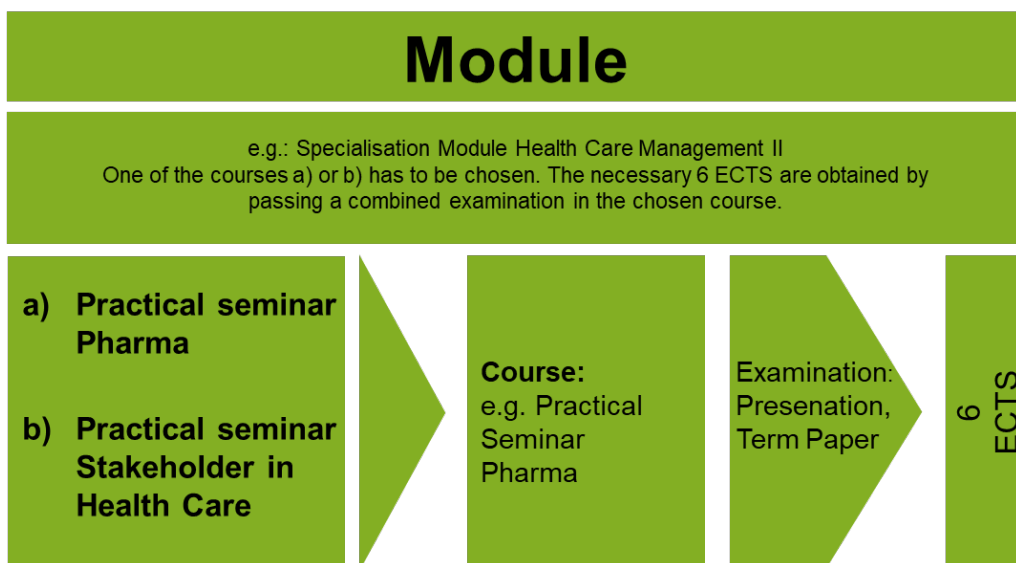 Module
e.g.: Specialisation Module Health Care Management II
One of the courses a) or b) has to be chosen. The necessary 6 ECTS are obtained by
passing a combined examination in the chosen course.
a) Practical seminar
Pharma
b) Practical seminar
Stakeholder in
Health Care
Course:
e.g. Practical
Seminar
Pharma
Examination:
Presenation,
Term Paper
6
ECTS